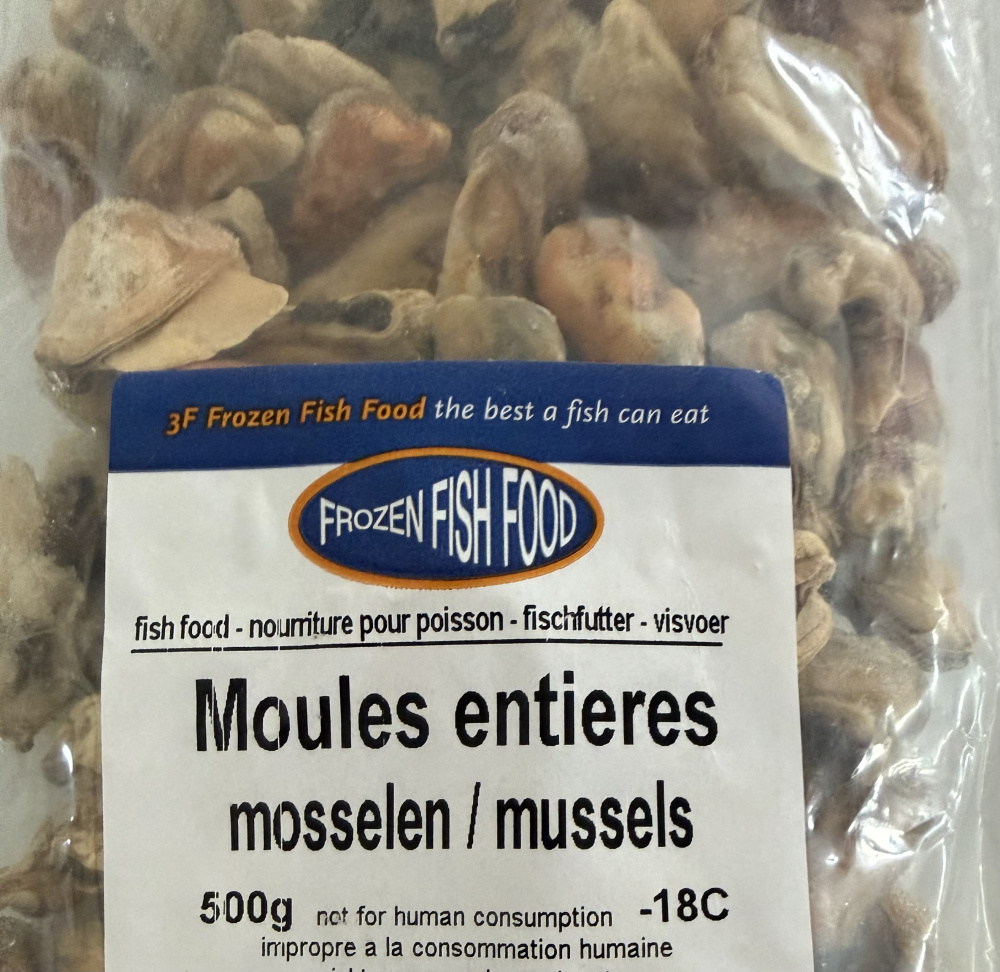 3F Frozen Fish Food the best a fish can eat
FROZEN FISH FOOD
fish food - nourriture pour poisson - fischfutter - visvoer
Moules entieres
mosselen / mussels
500g not for human consumption -18C
impropre a la consommation humaine